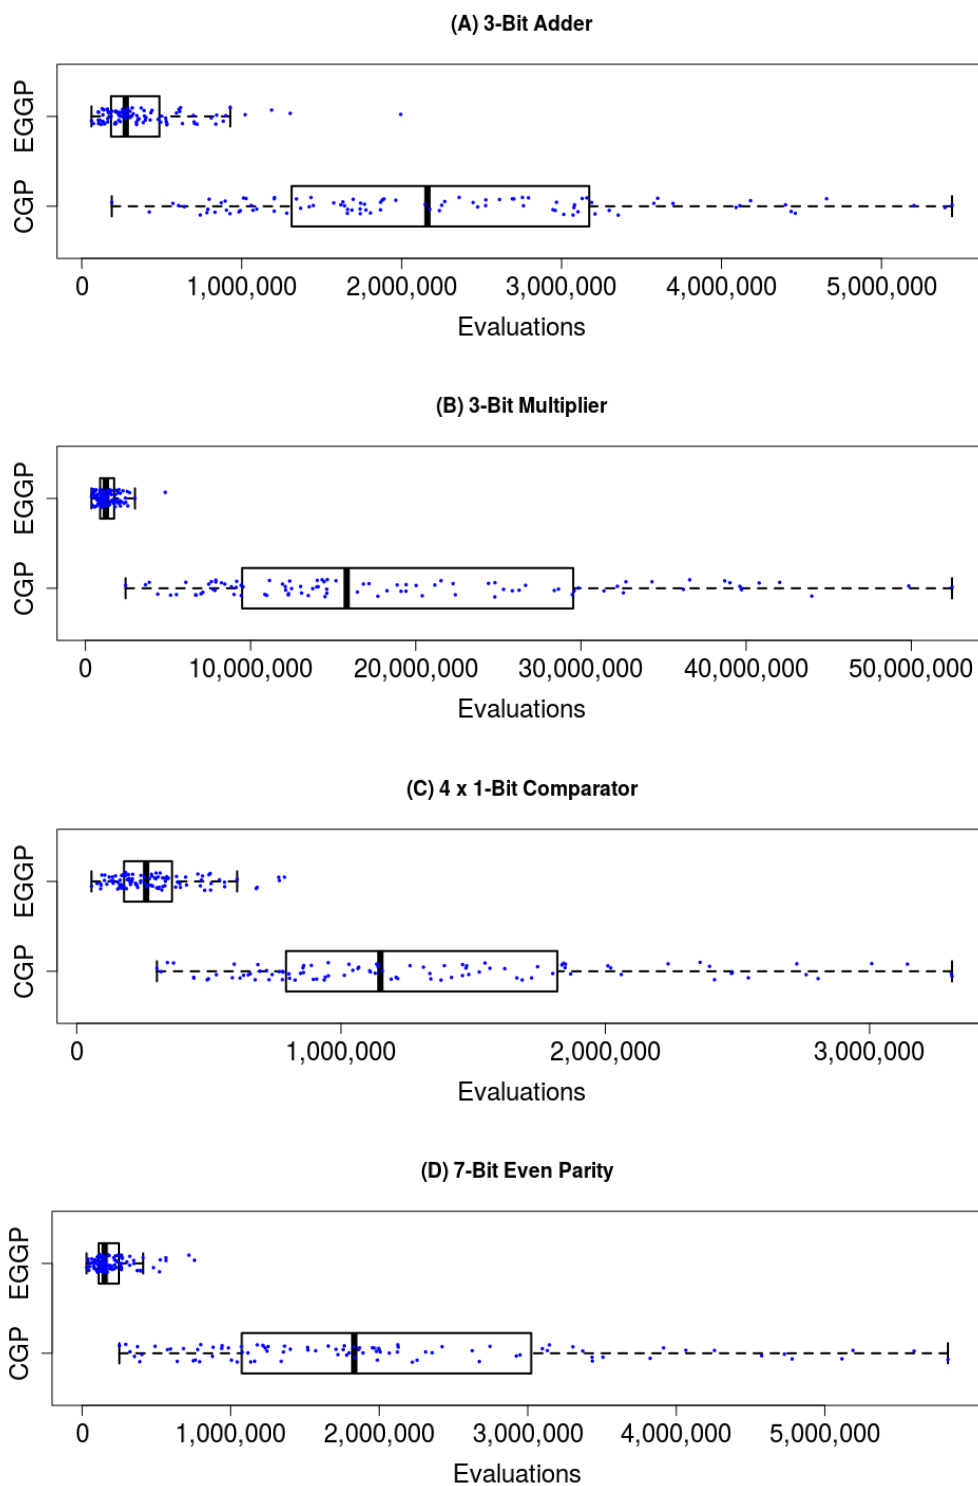 (A) 3-Bit Adder
EGGP
CGP
0 1,000,000 2,000,000 3,000,000 4,000,000 5,000,000
Evaluations
(B) 3-Bit Multiplier
EGGP
CGP
0 10,000,000 20,000,000 30,000,000 40,000,000 50,000,000
Evaluations
(C) 4 x 1-Bit Comparator
EGGP
CGP
0 1,000,000 2,000,000 3,000,000
Evaluations
(D) 7-Bit Even Parity
EGGP
CGP
0 1,000,000 2,000,000 3,000,000 4,000,000 5,000,000
Evaluations